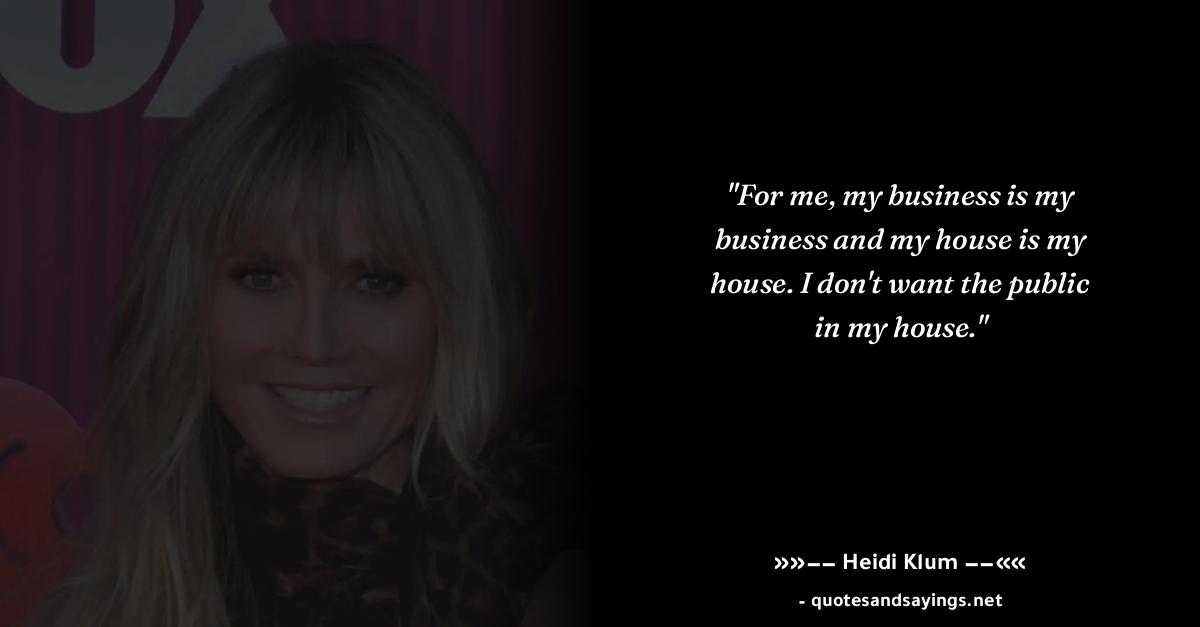 "For me, my business is my
business and my house is my
house. I don't want the public
in my house."
»»−− Heidi Klum −−««
- quotesandsayings.net